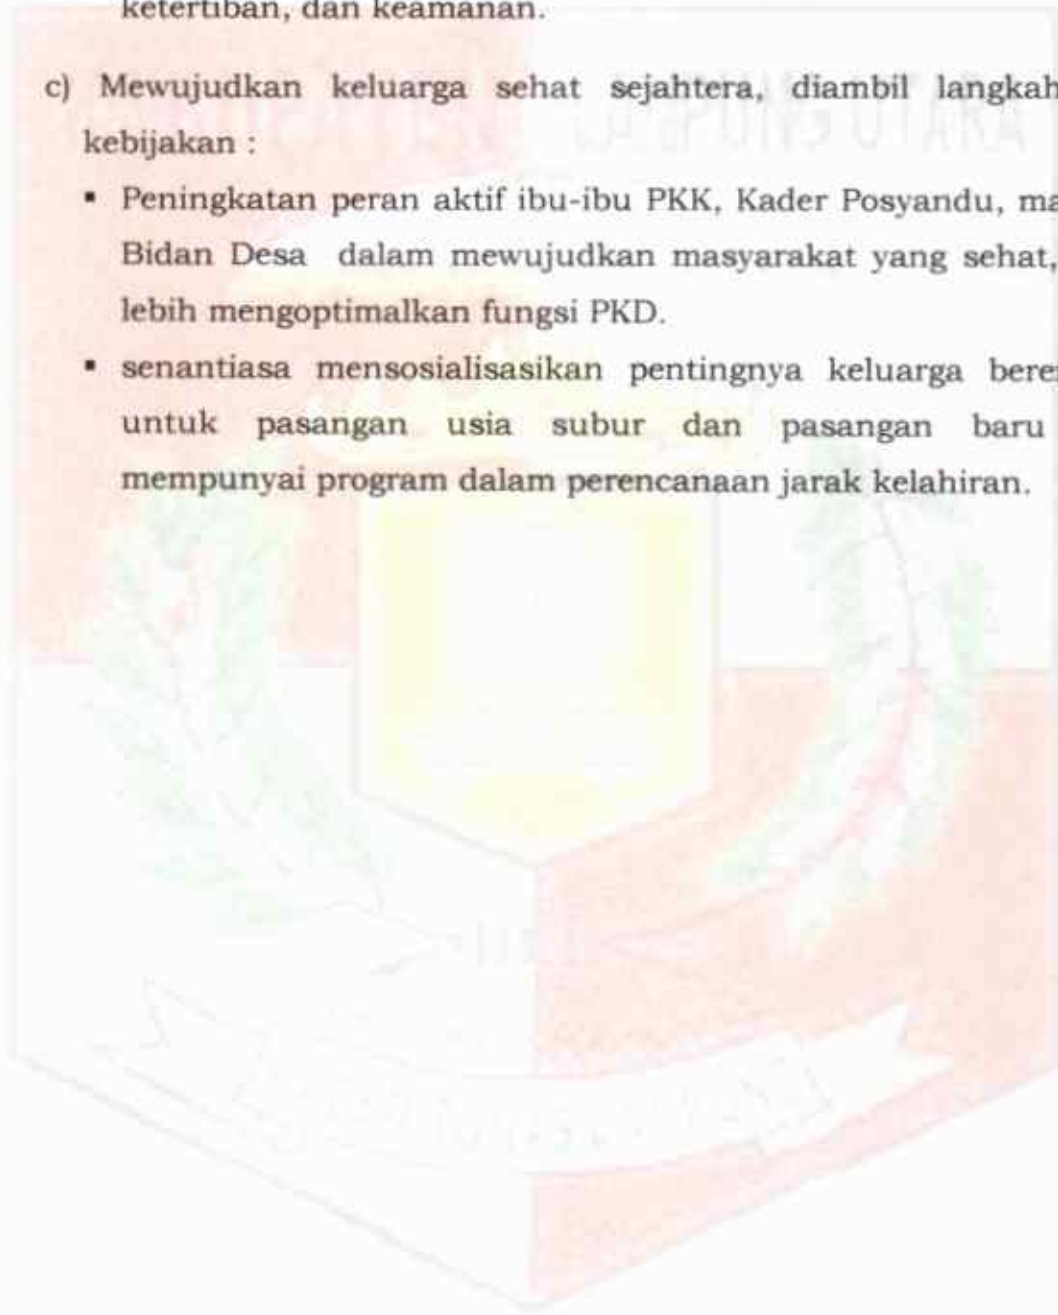 ketertiban, dan keamanan.
c) Mewujudkan keluarga sehat sejahtera, diambil langkah
kebijakan :
▪ Peningkatan peran aktif ibu-ibu PKK, Kader Posyandu, ma
Bidan Desa dalam mewujudkan masyarakat yang sehat,
lebih mengoptimalkan fungsi PKD.
▪ senantiasa mensosialisasikan pentingnya keluarga bere
untuk pasangan usia subur dan pasangan baru
mempunyai program dalam perencanaan jarak kelahiran.